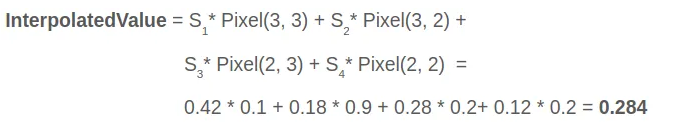 InterpolatedValue = S₁* Pixel(3, 3) + S₂* Pixel(3, 2) +
S₃* Pixel(2, 3) + S₄* Pixel(2, 2) =
0.42 * 0.1 + 0.18 * 0.9 + 0.28 * 0.2+ 0.12 * 0.2 = 0.284